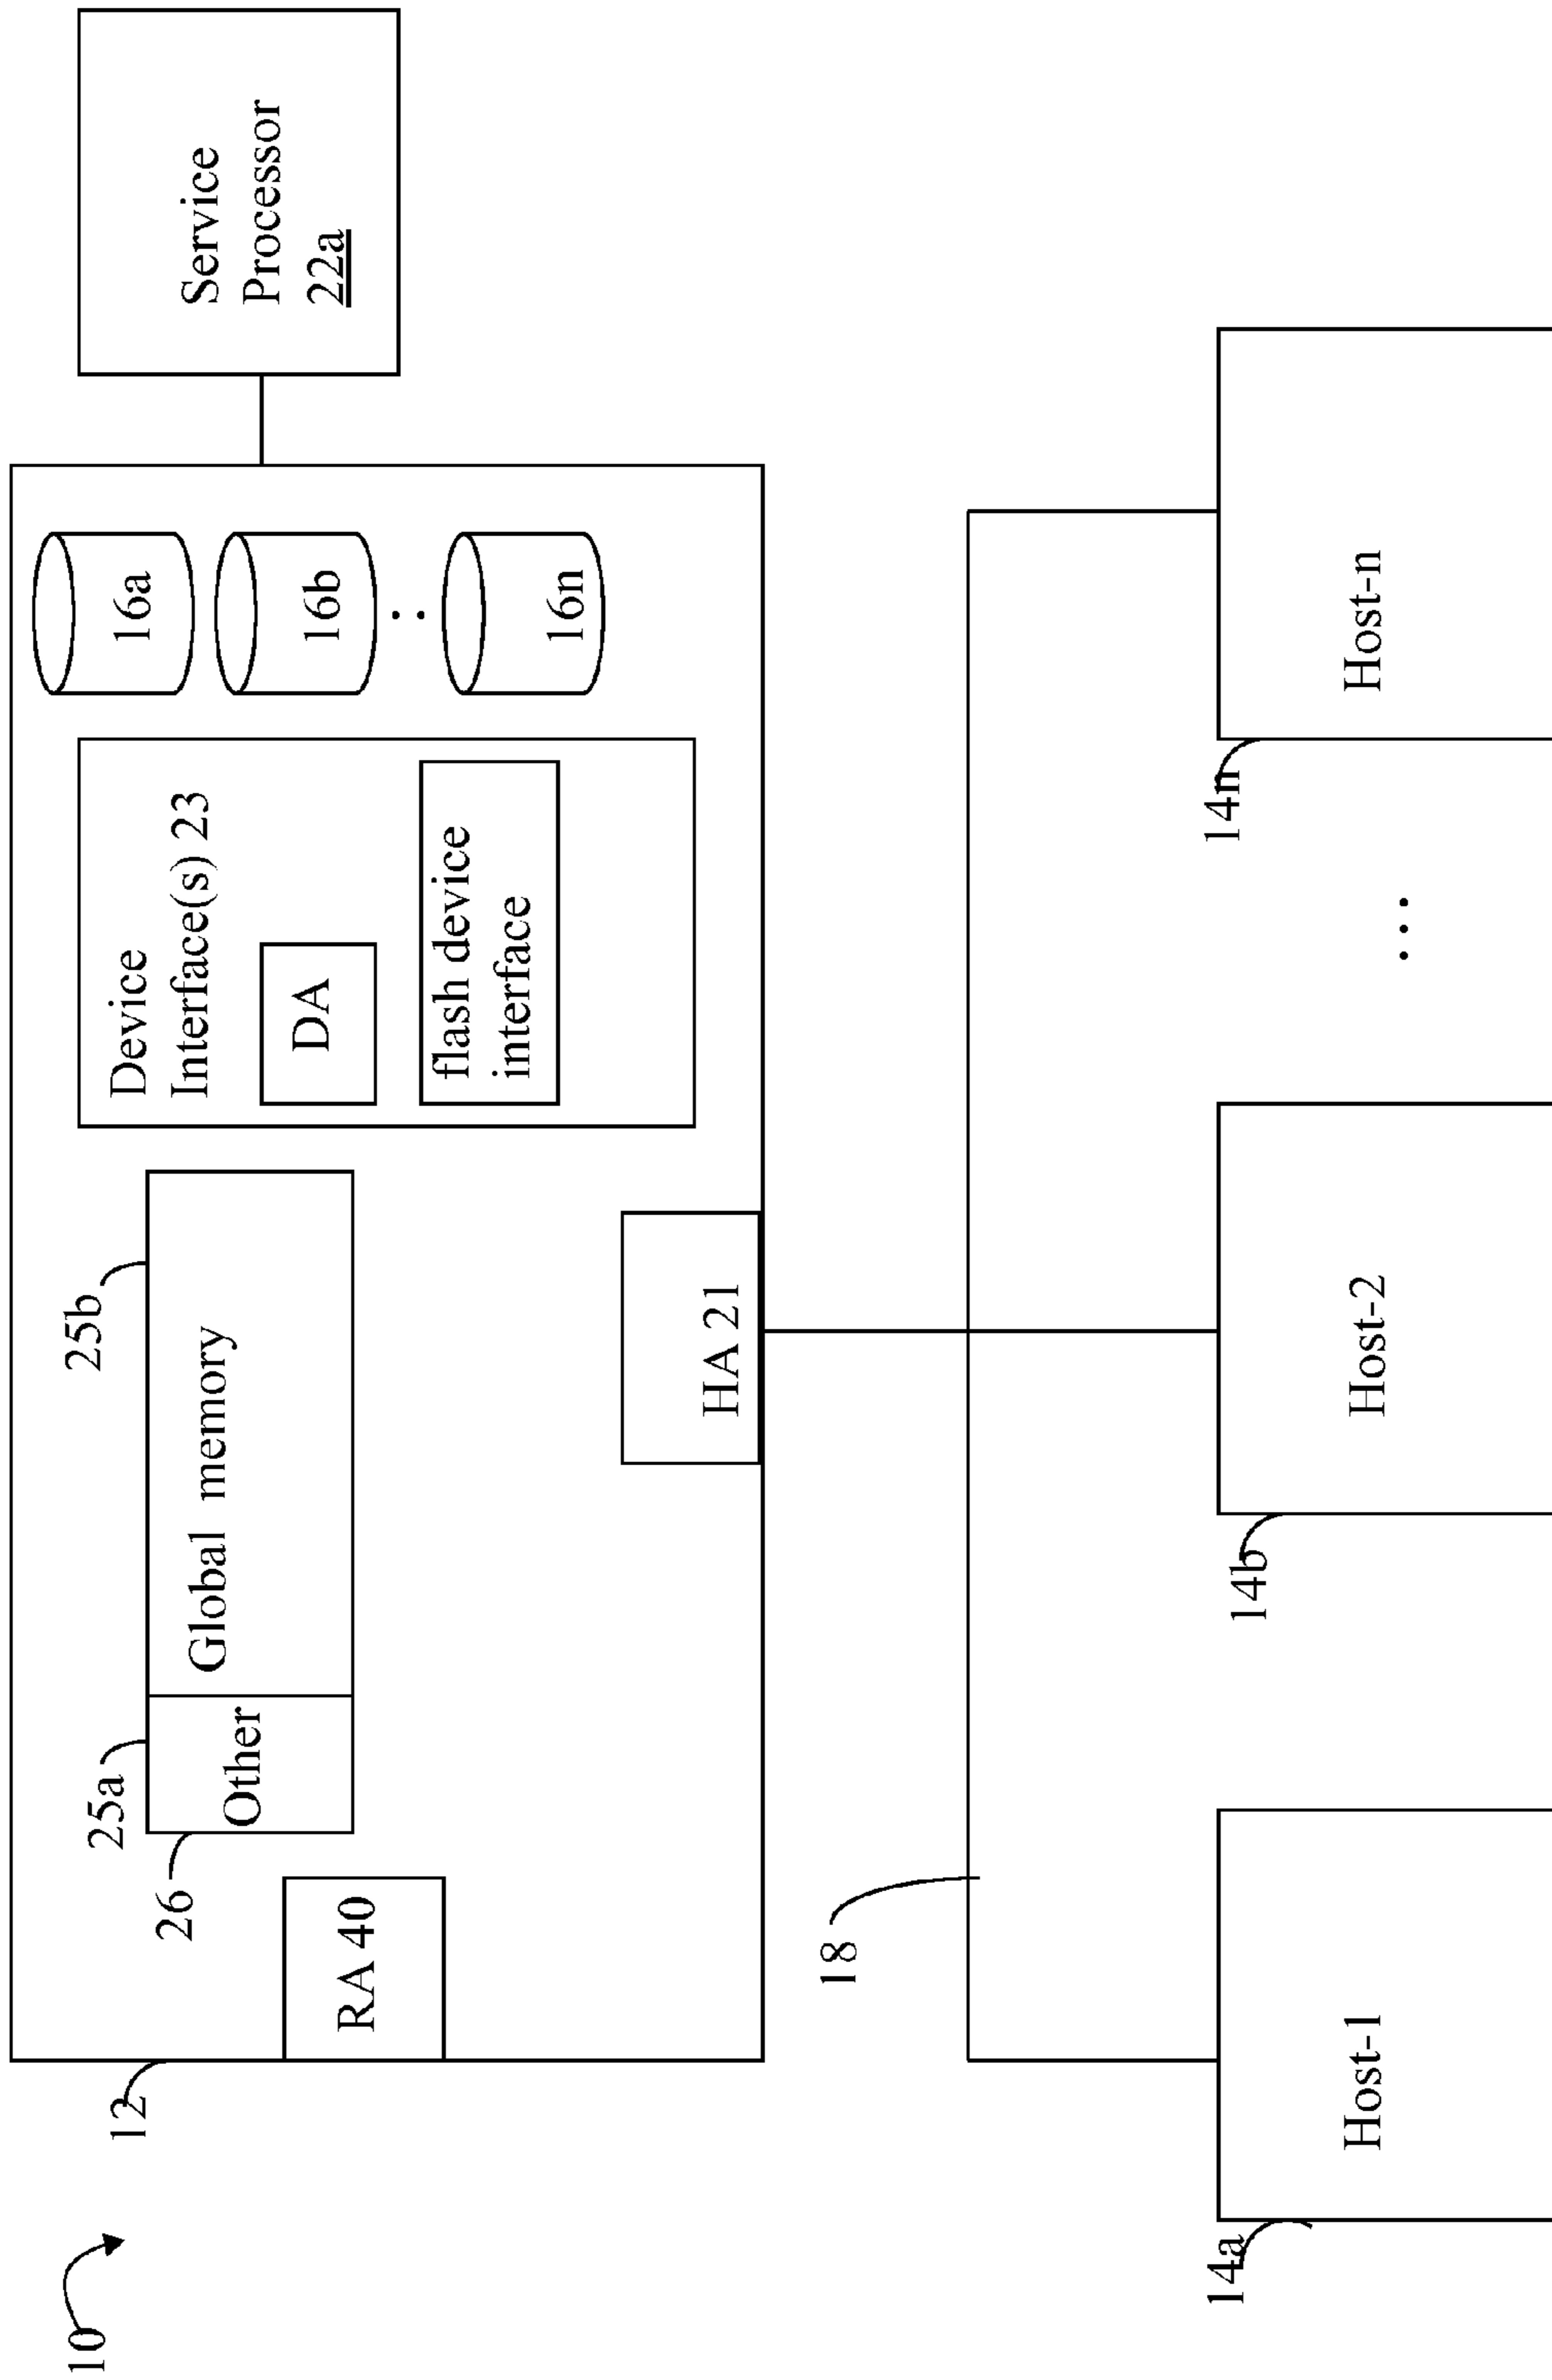 10
12
RA 40
26
25a
Other
25b
Global memory
HA 21
Device
Interface(s) 23
DA
flash device
interface
16a
16b
16n
Service
Processor
22a
18
14a
Host-1
14b
Host-2
...
14n
Host-n